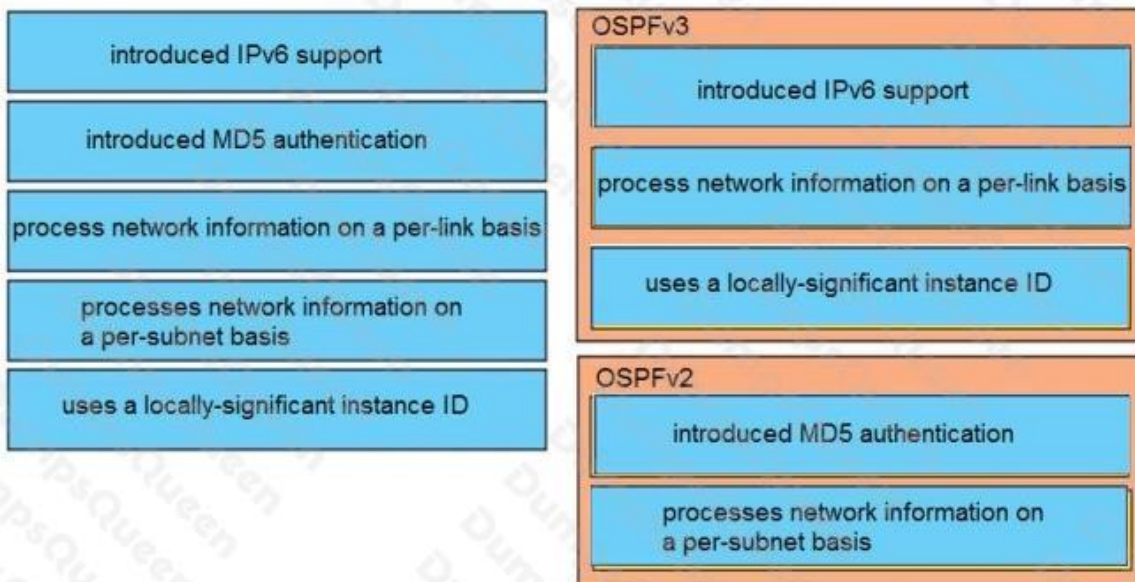 introduced IPv6 support
introduced MD5 authentication
process network information on a per-link basis
processes network information on
a per-subnet basis
uses a locally-significant instance ID
OSPFv3
introduced IPv6 support
process network information on a per-link basis
uses a locally-significant instance ID
OSPFv2
introduced MD5 authentication
processes network information on
a per-subnet basis